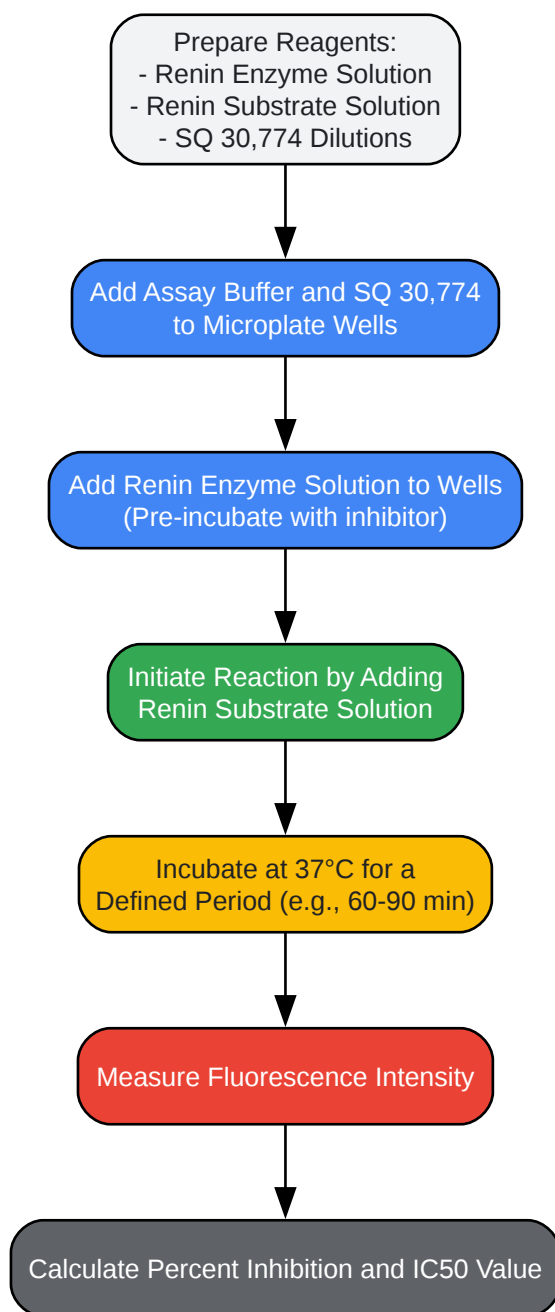 Prepare Reagents:
- Renin Enzyme Solution
- Renin Substrate Solution
- SQ 30,774 Dilutions
Add Assay Buffer and SQ 30,774
to Microplate Wells
Add Renin Enzyme Solution to Wells
(Pre-incubate with inhibitor)
Initiate Reaction by Adding
Renin Substrate Solution
Incubate at 37°C for a
Defined Period (e.g., 60-90 min)
Measure Fluorescence Intensity
Calculate Percent Inhibition and IC50 Value